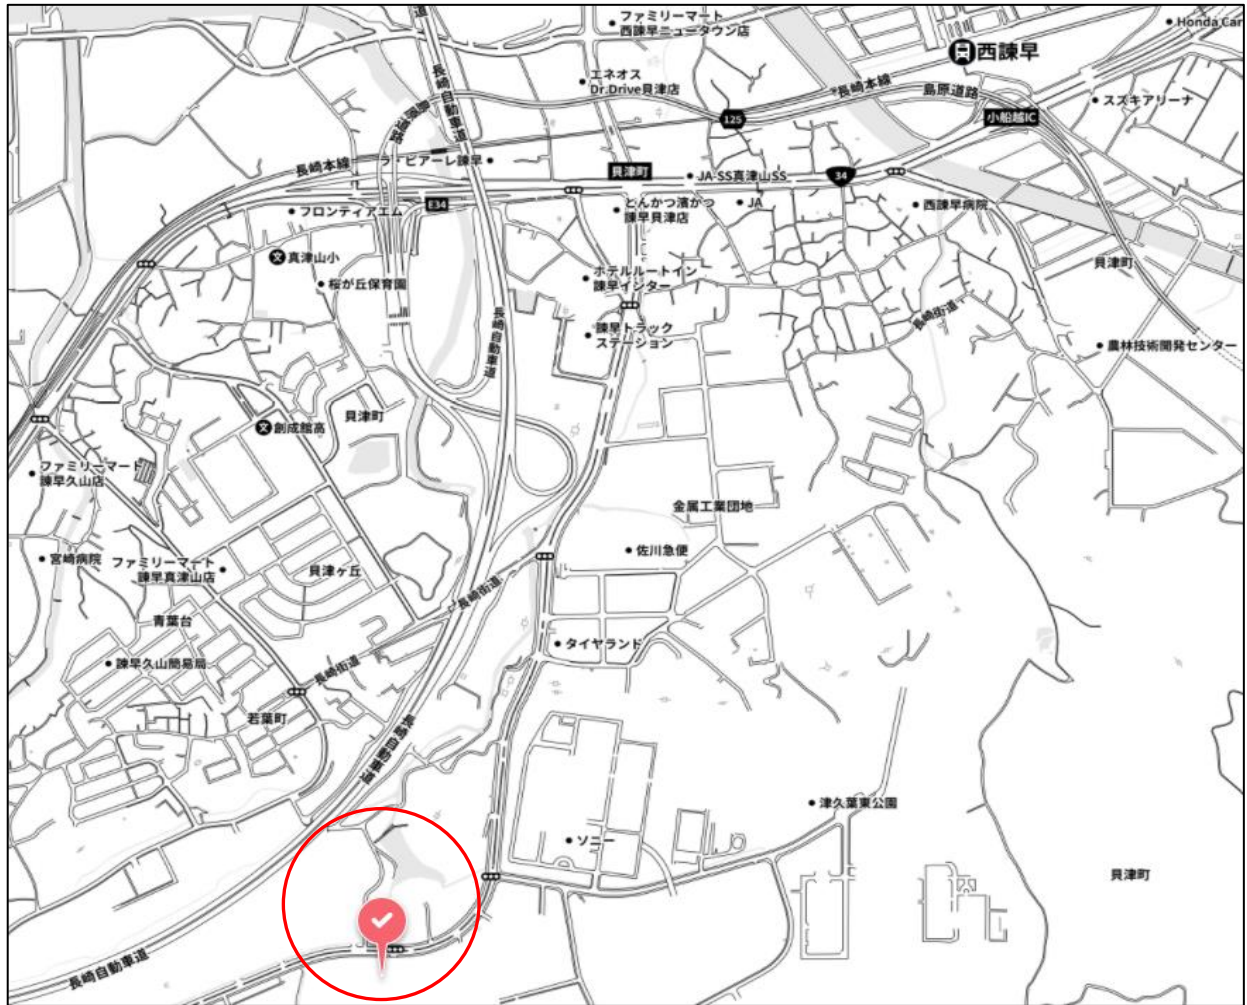 ファミリーマート
西諫早ニュータウン店
Honda Car
西諫早
エネオス
Dr.Drive貝津店
長崎自動車道
長崎本線
島原道路
スズキアリーナ
島原道路
125
小船越IC
長崎本線
ラ・ビアーレ諫早
貝津町
JA-SS真津山SS
34
E34
フロンティアエム
とんかつ濱かつ
諫早貝津店
JA
西諫早病院
文 真津山小
桜が丘保育園
ホテルルートイン
諫早インター
貝津町
長崎街道
長崎自動車道
諫早トラック
ステーション
農林技術開発センター
貝津町
文 創成館高
ファミリーマート
諫早久山店
金属工業団地
宮崎病院
ファミリーマート
諫早真津山店
貝津ヶ丘
佐川急便
長崎街道
青葉台
タイヤランド
諫早久山簡易局
長崎街道
若葉町
長崎自動車道
津久葉東公園
ソニー
貝津町
長崎自動車道